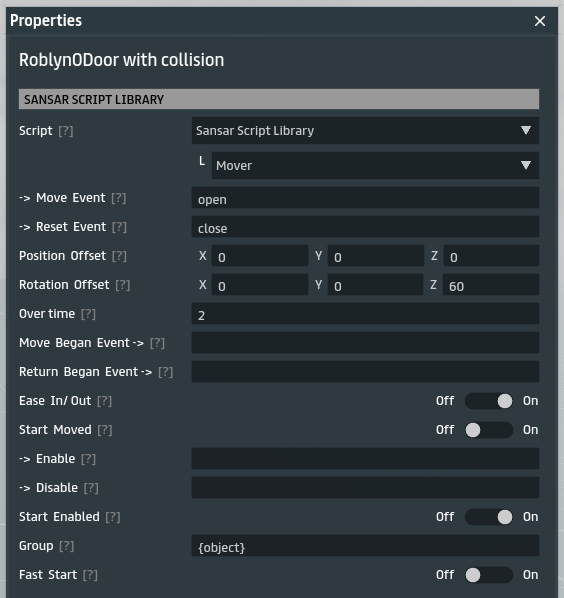 Properties
RoblynODoor with collision
SANSAR SCRIPT LIBRARY
Script [?] Sansar Script Library
Mover
-> Move Event [?] open
-> Reset Event [?] close
Position Offset [?] X 0 Y 0 Z 0
Rotation Offset [?] X 0 Y 0 Z 60
Over time [?] 2
Move Began Event -> [?]
Return Began Event -> [?]
Ease In/ Out [?] Off On
Start Moved [?] Off On
-> Enable [?]
-> Disable [?]
Start Enabled [?] Off On
Group [?] {object}
Fast Start [?] Off On